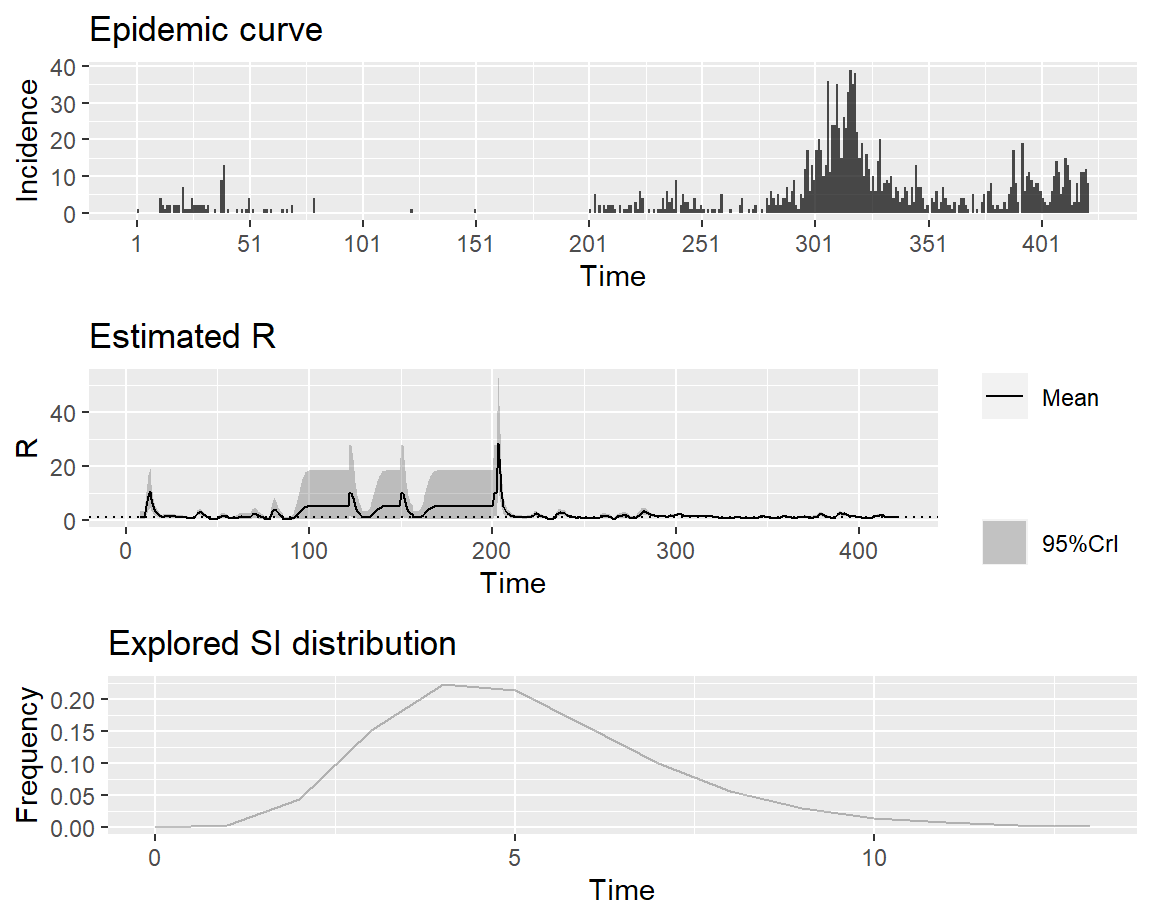 Epidemic curve
40
30
20
10
0
Incidence
1 51 101 151 201 251 301 351 401
Time
Estimated R
40
20
0
R
0 100 200 300 400
Time
Mean
95%CrI
Explored SI distribution
0.20
0.15
0.10
0.05
0.00
Frequency
0 5 10
Time